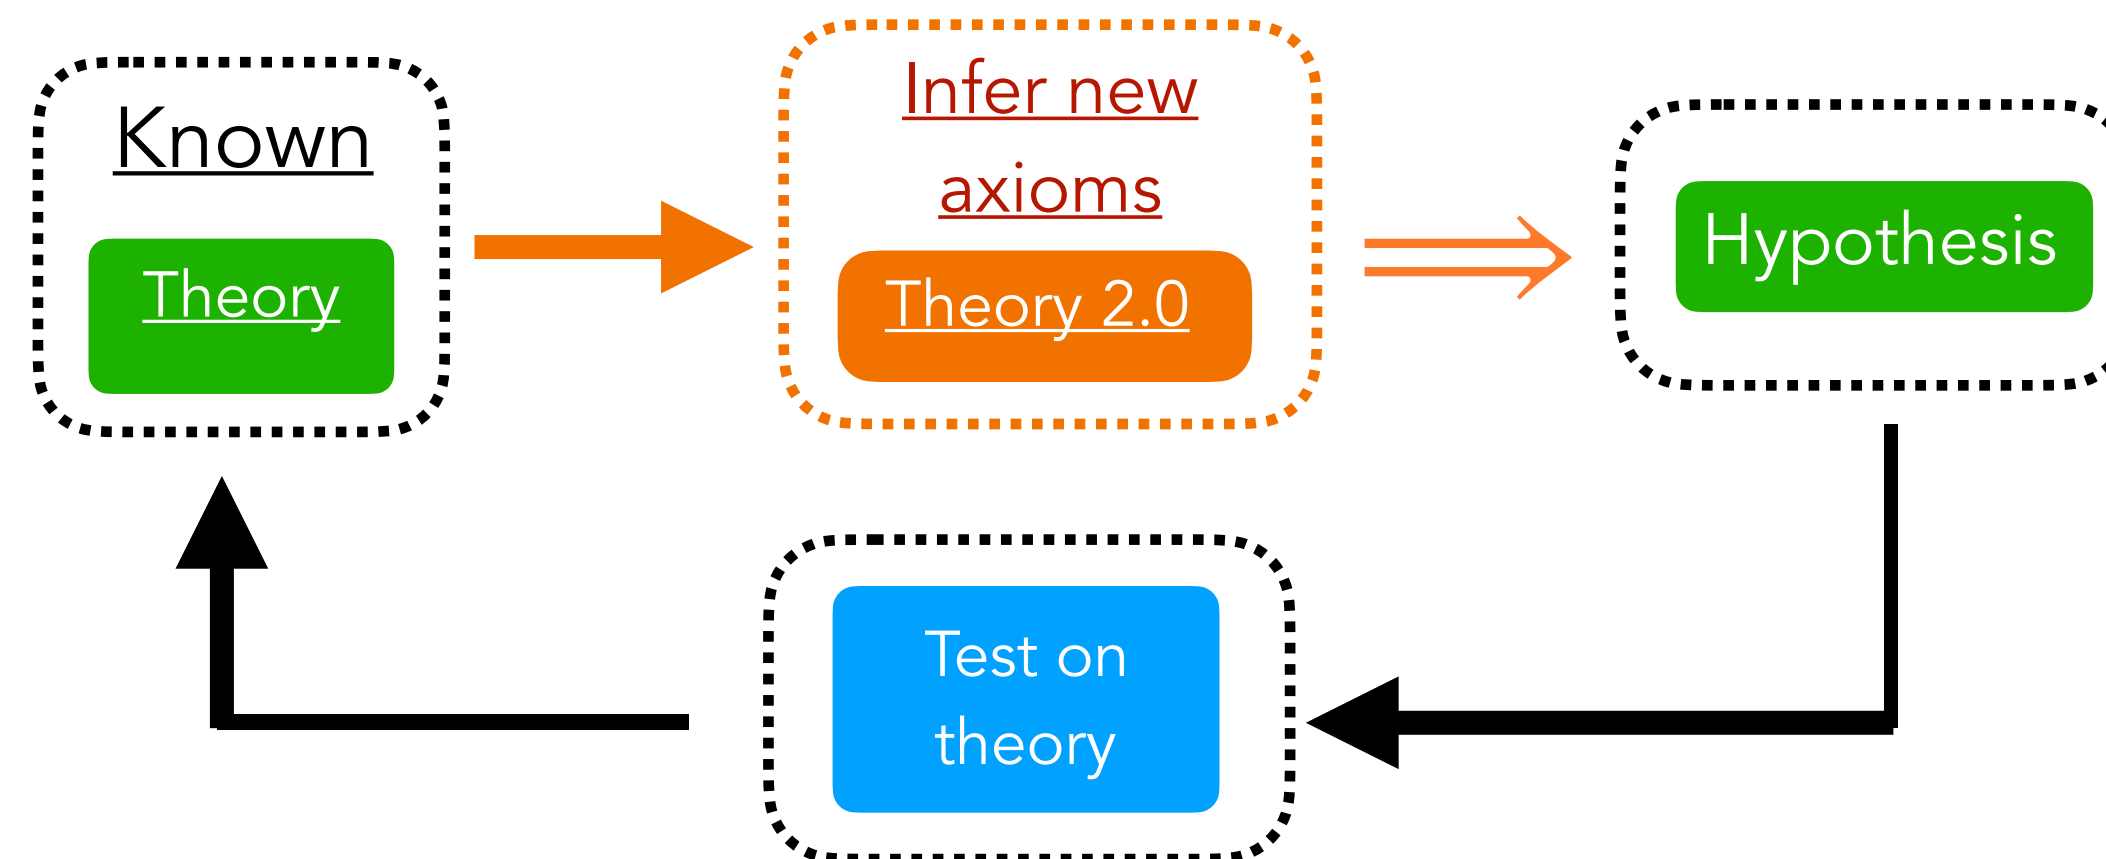 Known
Theory
Infer new
axioms
Theory 2.0
Hypothesis
Test on
theory